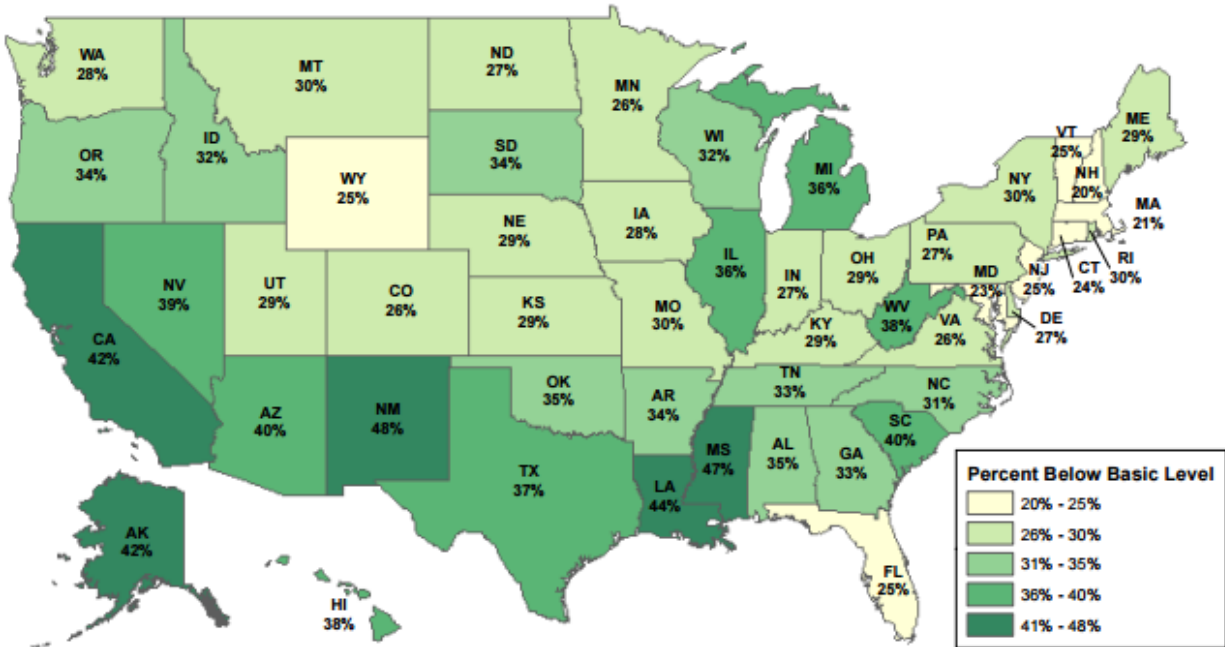 WA
28%
MT
30%
ND
27%
MN
26%
OR
34%
ID
32%
WY
25%
SD
34%
WI
32%
MI
36%
NY
30%
VT
25%
NH
20%
ME
29%
MA
21%
RI
30%
CT
24%
NV
39%
UT
29%
CO
26%
NE
29%
KS
29%
IA
28%
MO
30%
IL
36%
IN
27%
OH
29%
PA
27%
NJ
25%
MD
23%
DE
27%
CA
42%
AZ
40%
NM
48%
OK
35%
AR
34%
KY
29%
WV
38%
VA
26%
TN
33%
NC
31%
SC
40%
TX
37%
LA
44%
MS
47%
AL
35%
GA
33%
FL
25%
AK
42%
HI
38%
Percent Below Basic Level
20% - 25%
26% - 30%
31% - 35%
36% - 40%
41% - 48%